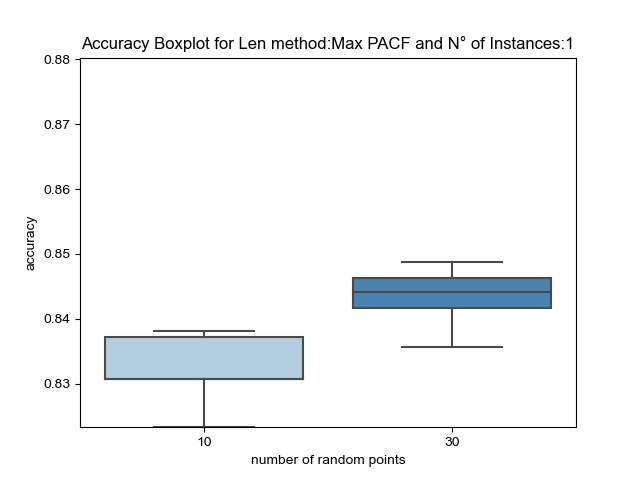 Accuracy Boxplot for Len method:Max PACF and N° of Instances:1
0.88
0.87
0.86
0.85
0.84
0.83
accuracy
10
30
number of random points